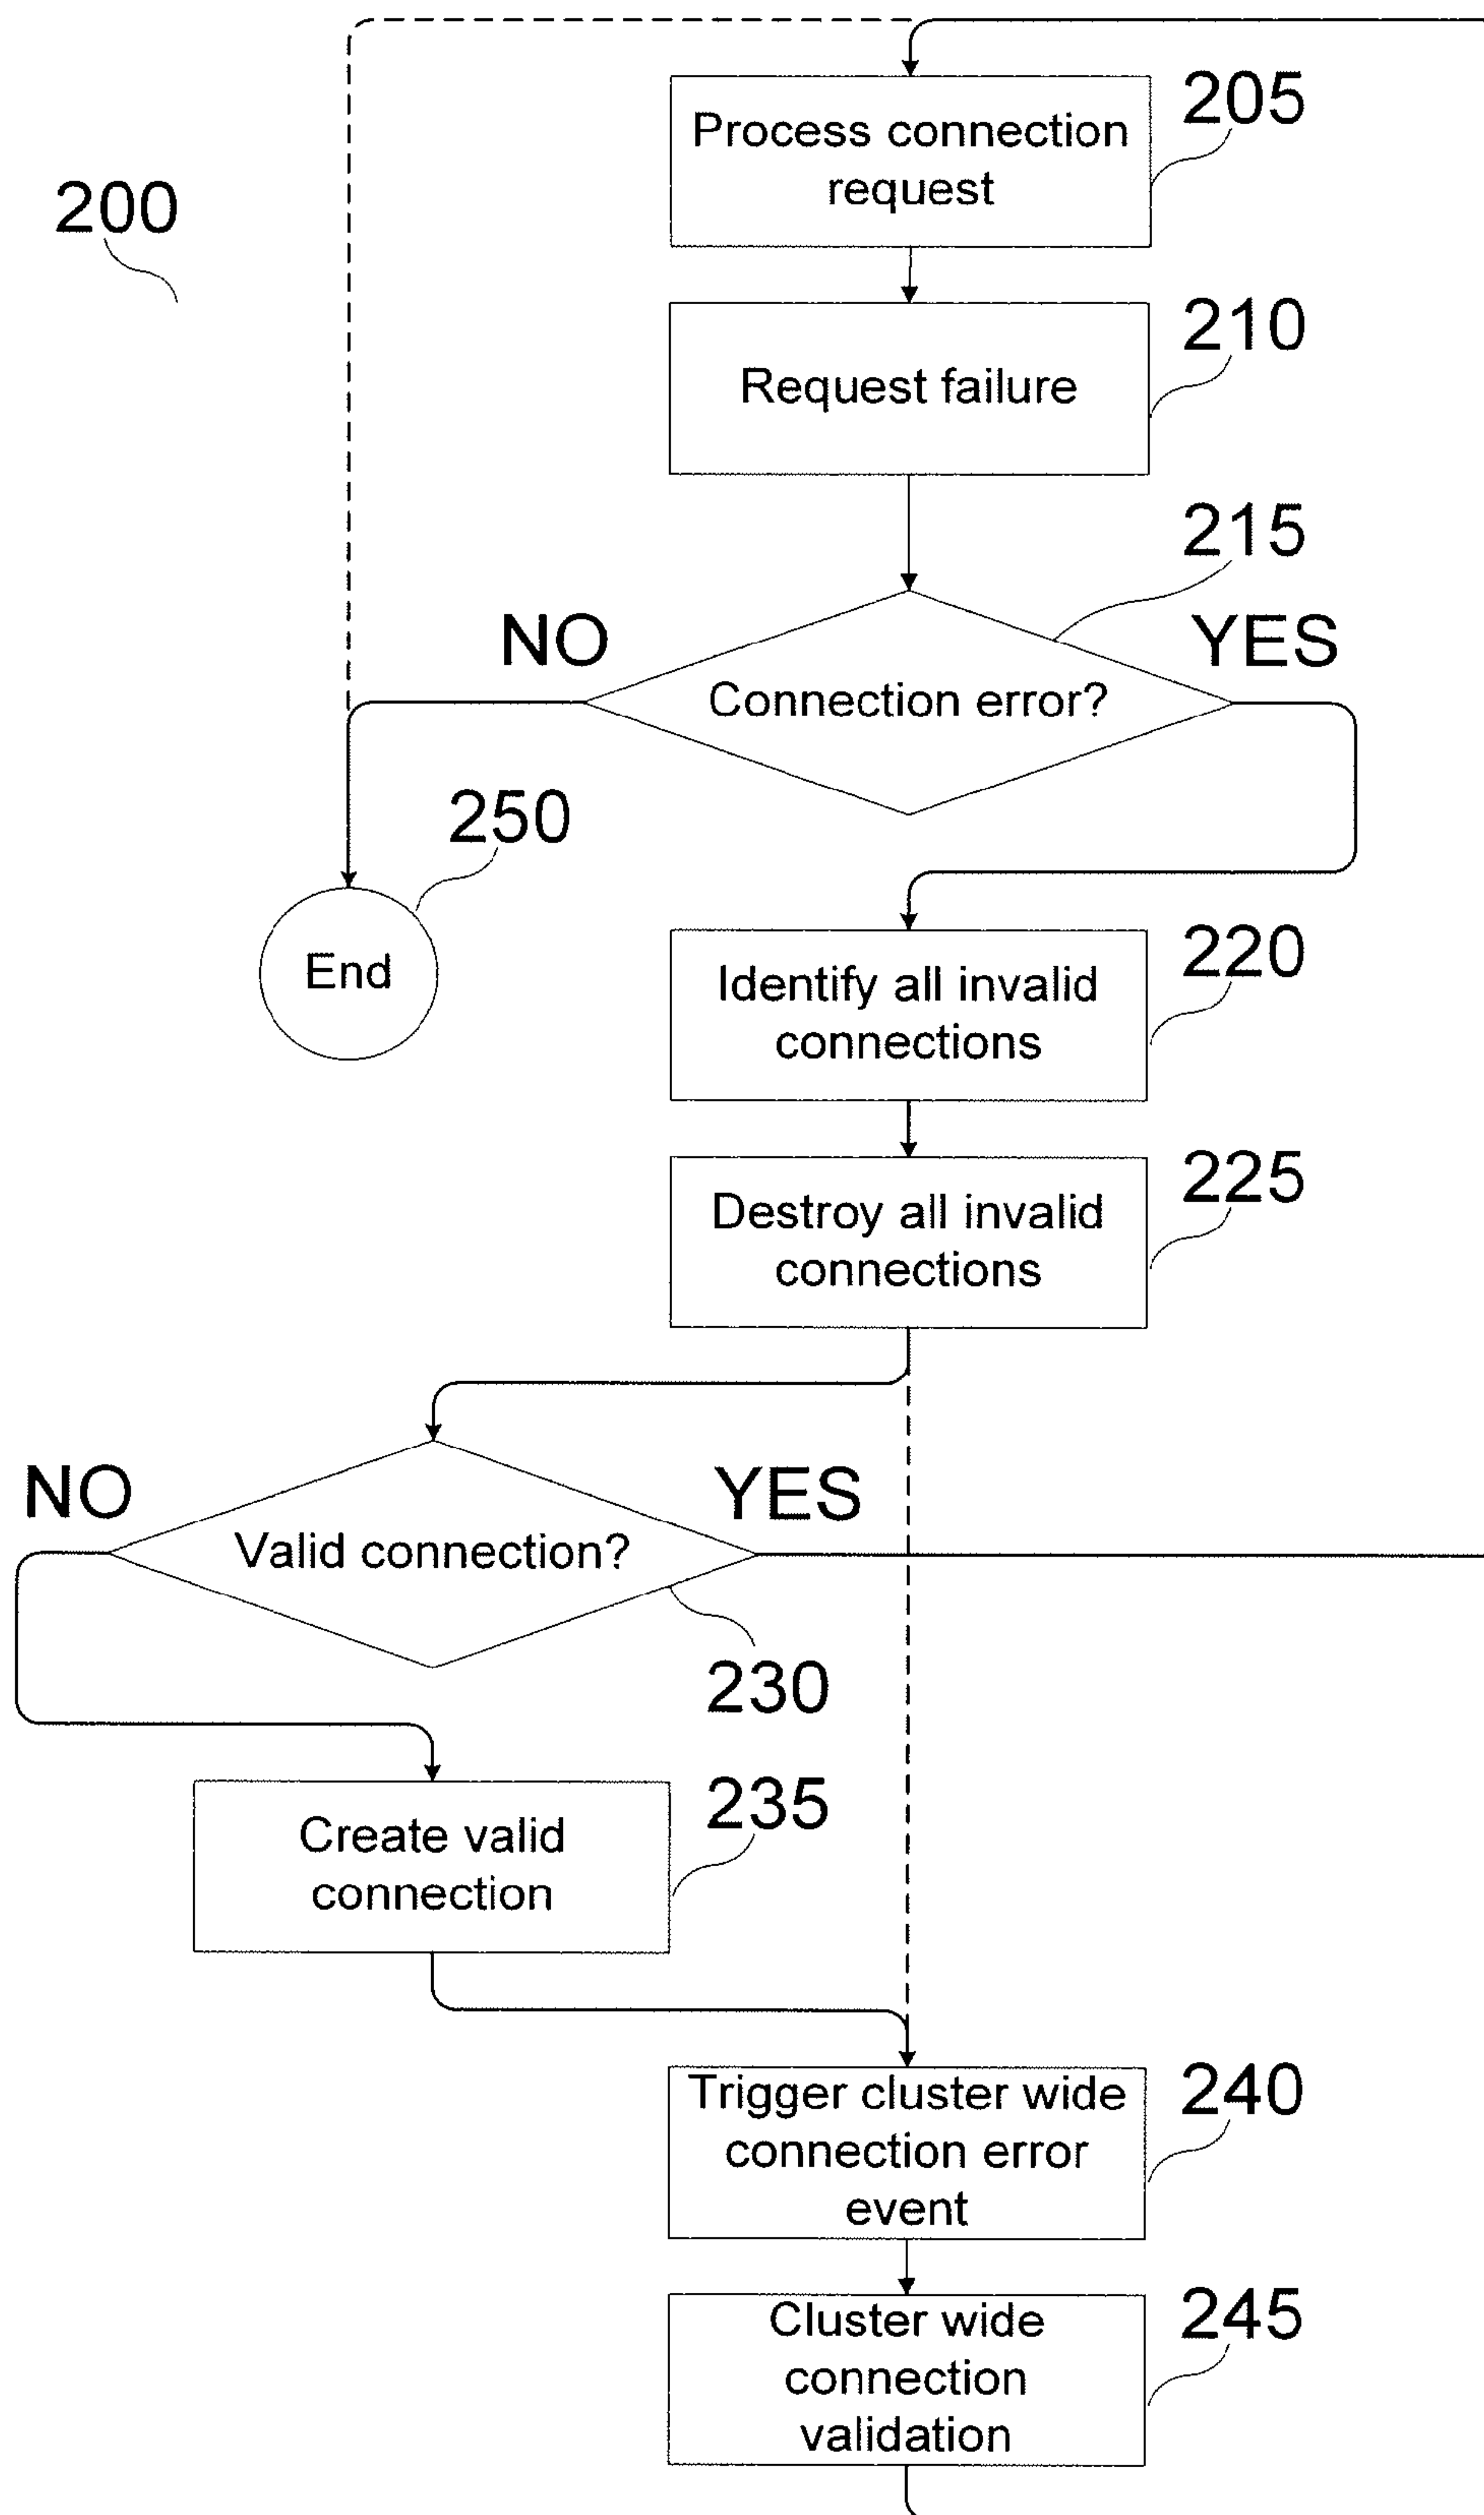 205
Process connection
request
200
210
Request failure
215
NO
YES
Connection error?
250
End
220
Identify all invalid
connections
225
Destroy all invalid
connections
NO
YES
Valid connection?
230
235
Create valid
connection
240
Trigger cluster wide
connection error
event
245
Cluster wide
connection
validation